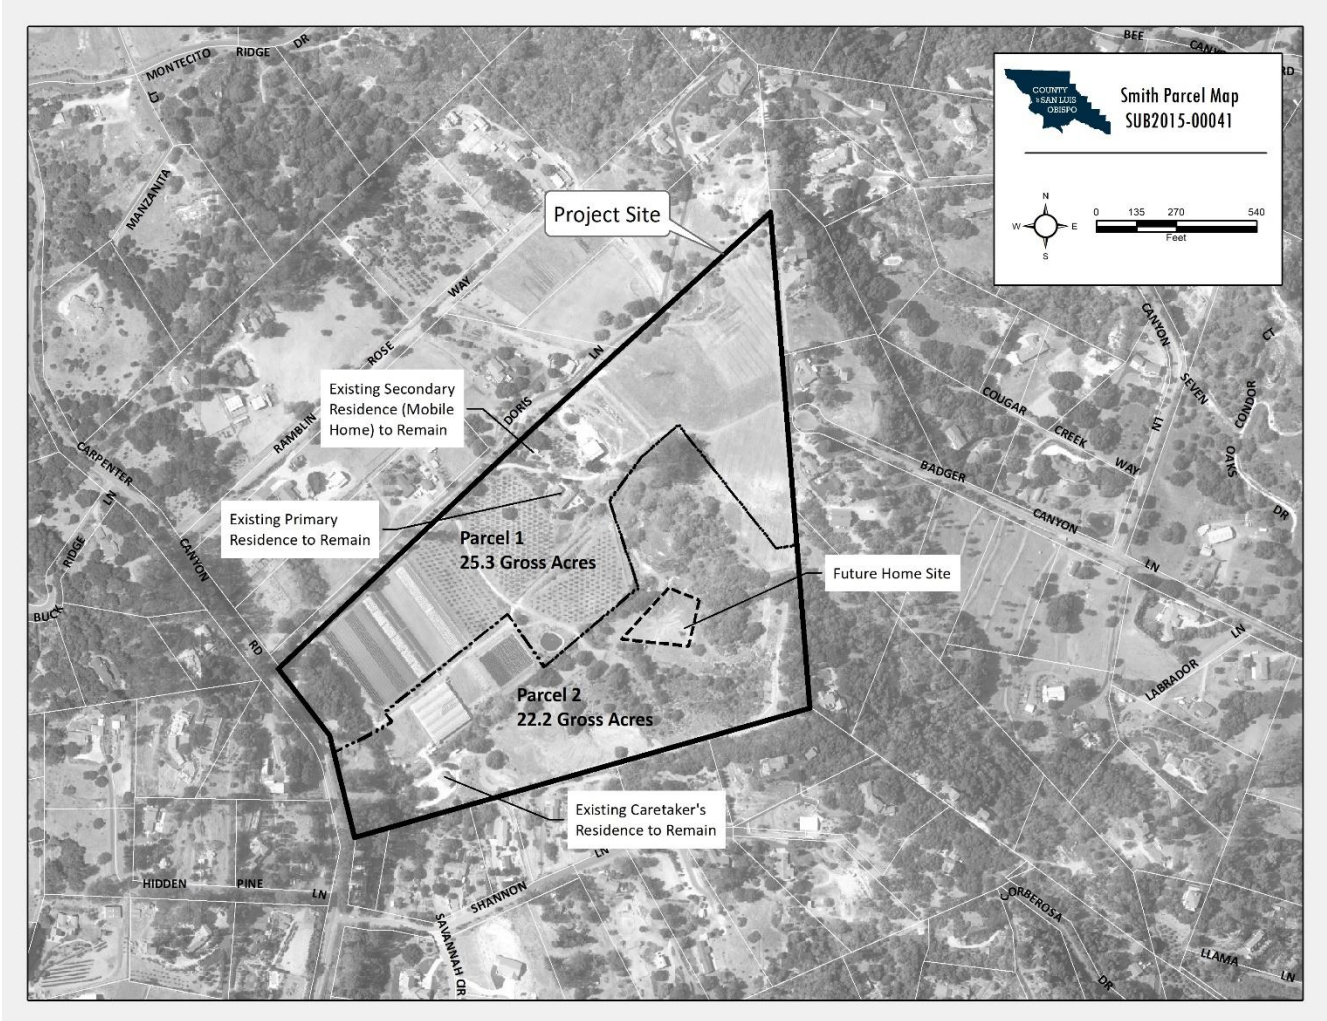 MONTECITO RIDGE DR
CT
MANZANITA
BEE CANYON RD
COUNTY
of SAN LUIS
OBISPO
Smith Parcel Map
SUB2015-00041
N
W E
S
0 135 270 540
Feet
Project Site
WAY
ROSE
RAMBLIN
DORIS
LN
Existing Secondary
Residence (Mobile
Home) to Remain
CARPENTER
CANYON
RD
LN
RIDGE
BUCK
Existing Primary
Residence to Remain
Parcel 1
25.3 Gross Acres
Future Home Site
Parcel 2
22.2 Gross Acres
Existing Caretaker's
Residence to Remain
CANYON
LN
SEVEN
OAKS
DR
CONDOR
CT
COUGAR
CREEK
WAY
BADGER
CANYON
LN
LABRADOR
LN
HIDDEN PINE LN
SHANNON
LN
SAVANNAH CIR
CORBEROSA
DR
LLAMA LN